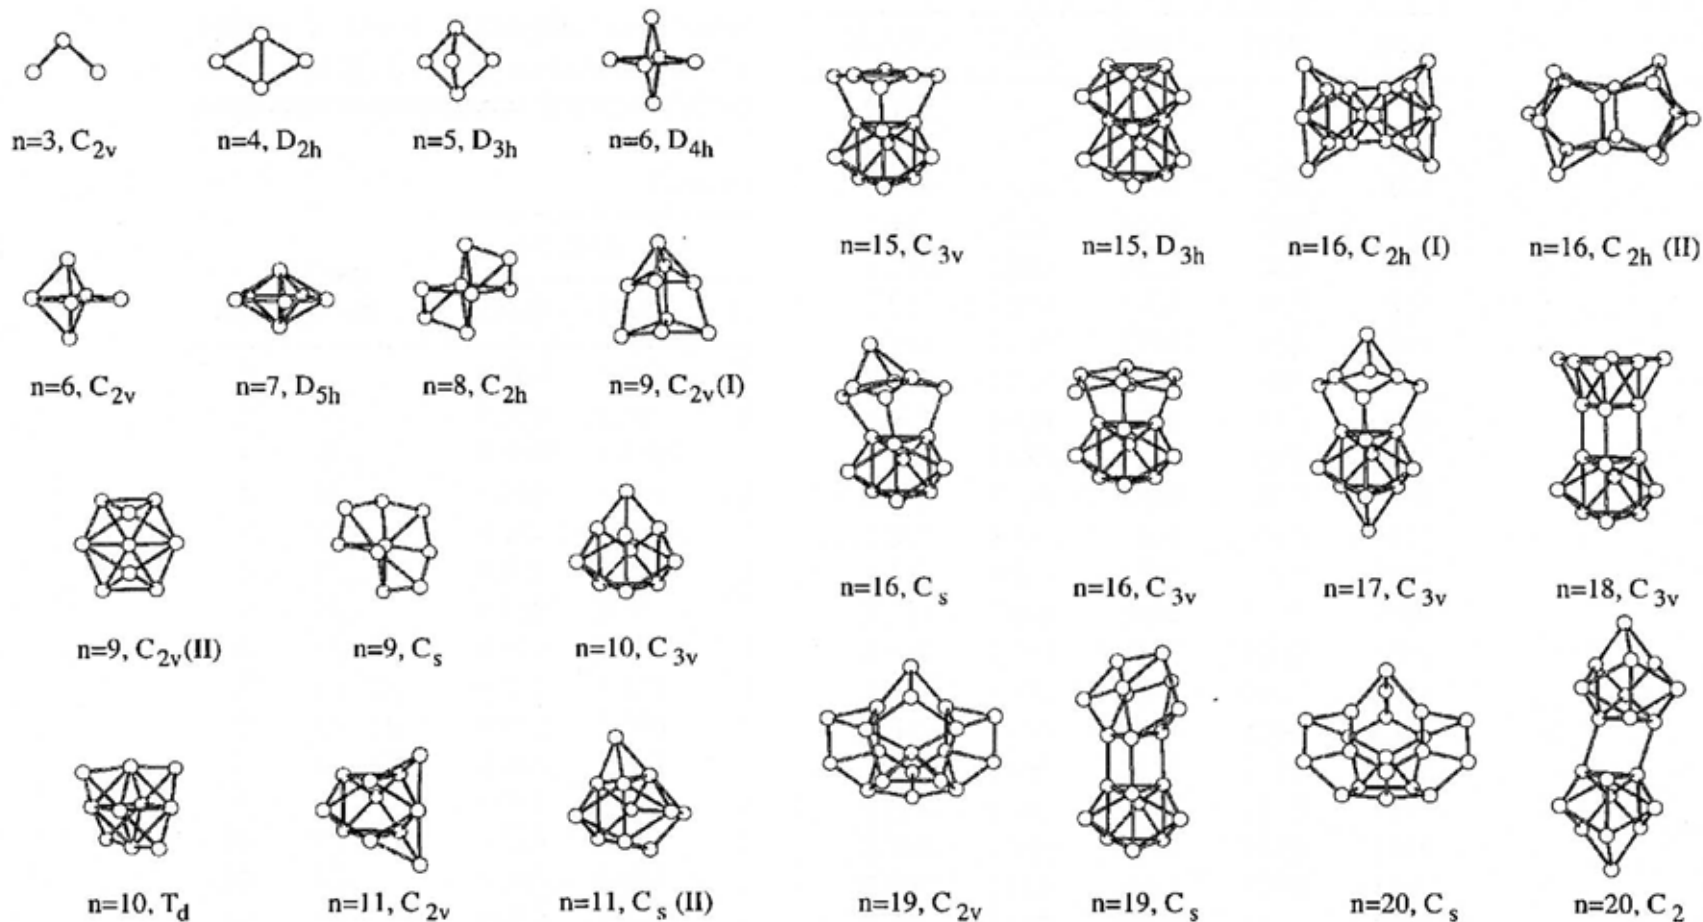 n=3, C2v
n=4, D2h
n=5, D3h
n=6, D4h
n=6, C2v
n=7, D5h
n=8, C2h
n=9, C2v(I)
n=9, C2v(II)
n=9, Cs
n=10, C3v
n=10, Td
n=11, C2v
n=11, Cs (II)
n=15, C3v
n=15, D3h
n=16, C2h (I)
n=16, C2h (II)
n=16, Cs
n=16, C3v
n=17, C3v
n=18, C3v
n=19, C2v
n=19, Cs
n=20, Cs
n=20, C2